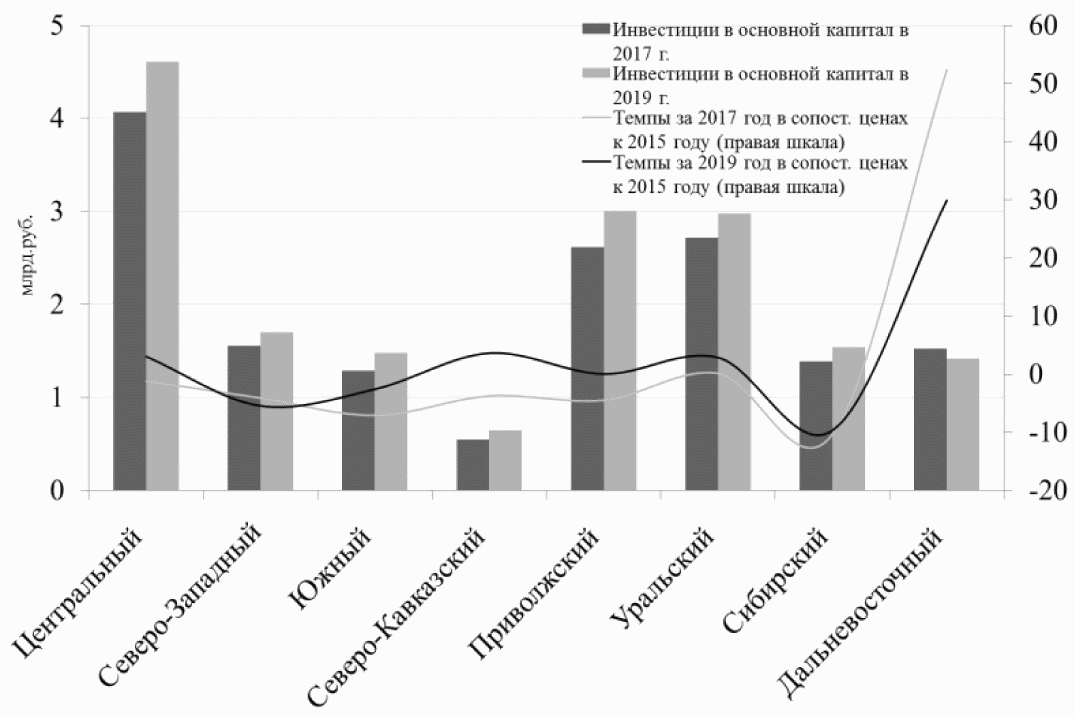 5
4
3
2
1
0
млрд.руб.
60
50
40
30
20
10
0
-10
-20
Инвестиции в основной капитал в
2017 г.
Инвестиции в основной капитал в
2019 г.
Темпы за 2017 год в сопост. ценах
к 2015 году (правая шкала)
Темпы за 2019 год в сопост. ценах
к 2015 году (правая шкала)
Центральный
Северо-Западный
Южный
Северо-Кавказский
Приволжский
Уральский
Сибирский
Дальневосточный